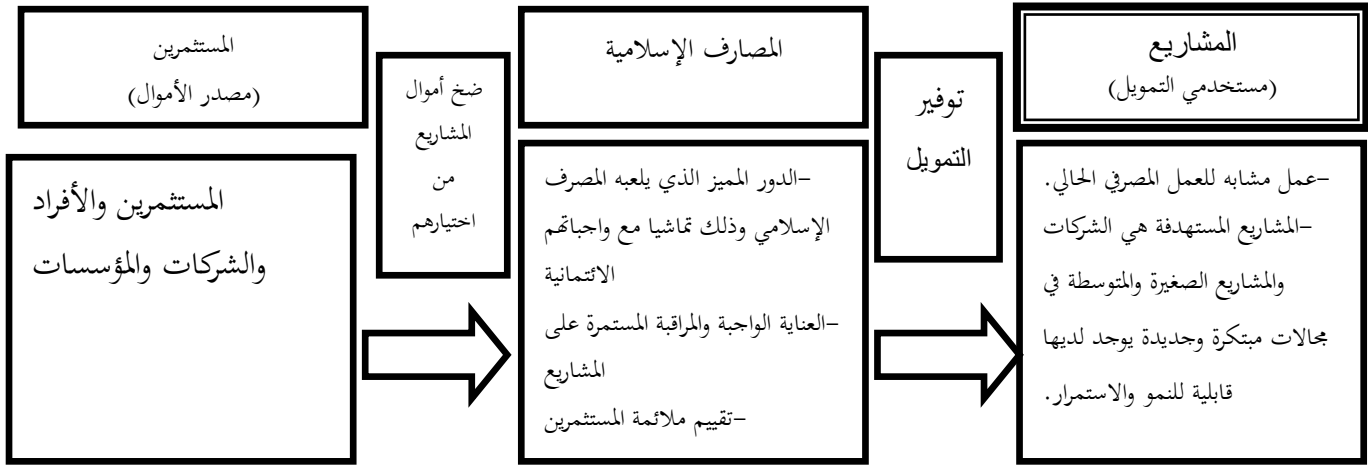 المستثمرين
(مصدر الأموال)
المستثمرين والأفراد
والشركات والمؤسسات
ضخ أموال
المشاريع
من
اختيارهم
المصارف الإسلامية
-الدور المميز الذي يلعبه المصرف
الإسلامي وذلك تماشيا مع واجباتهم
الائتمانية
-العناية الواجبة والمراقبة المستمرة على
المشاريع
-تقييم ملائمة المستثمرين
توفير
التمويل
المشاريع
(مستخدمي التمويل)
-عمل مشابه للعمل المصرفي الحالي.
-المشاريع المستهدفة هي الشركات
والمشاريع الصغيرة والمتوسطة في
مجالات مبتكرة وجديدة يوجد لديها
قابلية للنمو والاستمرار.